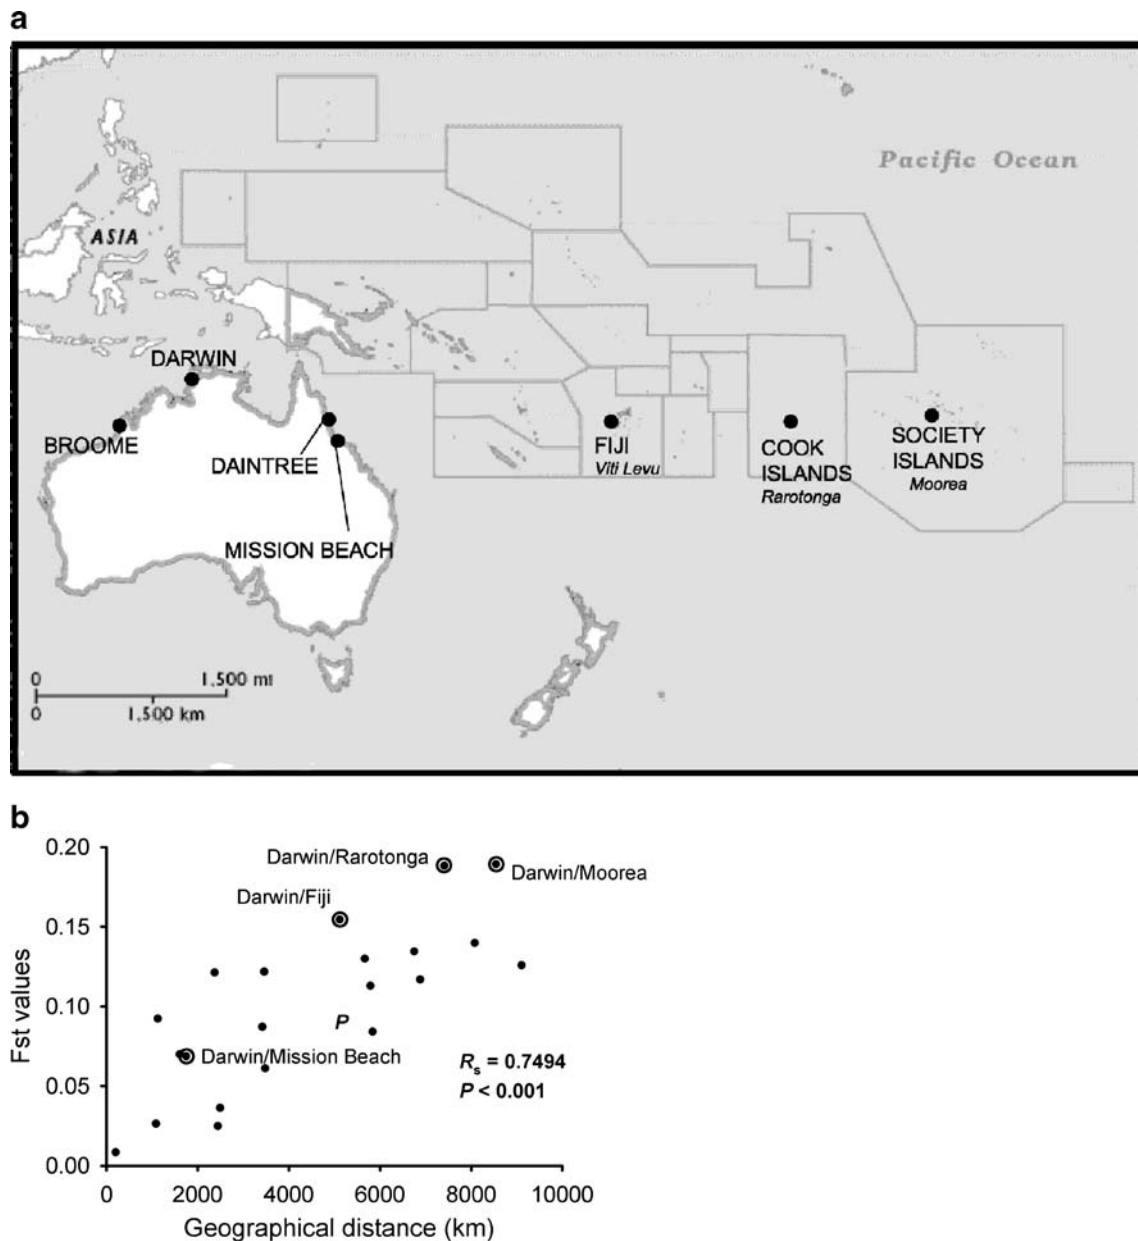 a
Pacific Ocean
ASIA
DARWIN
BROOME
DAINTREE
MISSION BEACH
FIJI
Viti Levu
COOK
ISLANDS
Rarotonga
SOCIETY
ISLANDS
Moorea
0 1,500 mi
0 1,500 km
b
Fst values
0.20
0.15
0.10
0.05
0.00
Darwin/Rarotonga
Darwin/Moorea
Darwin/Fiji
P
Darwin/Mission Beach
Rs = 0.7494
P < 0.001
0 2000 4000 6000 8000 10000
Geographical distance (km)